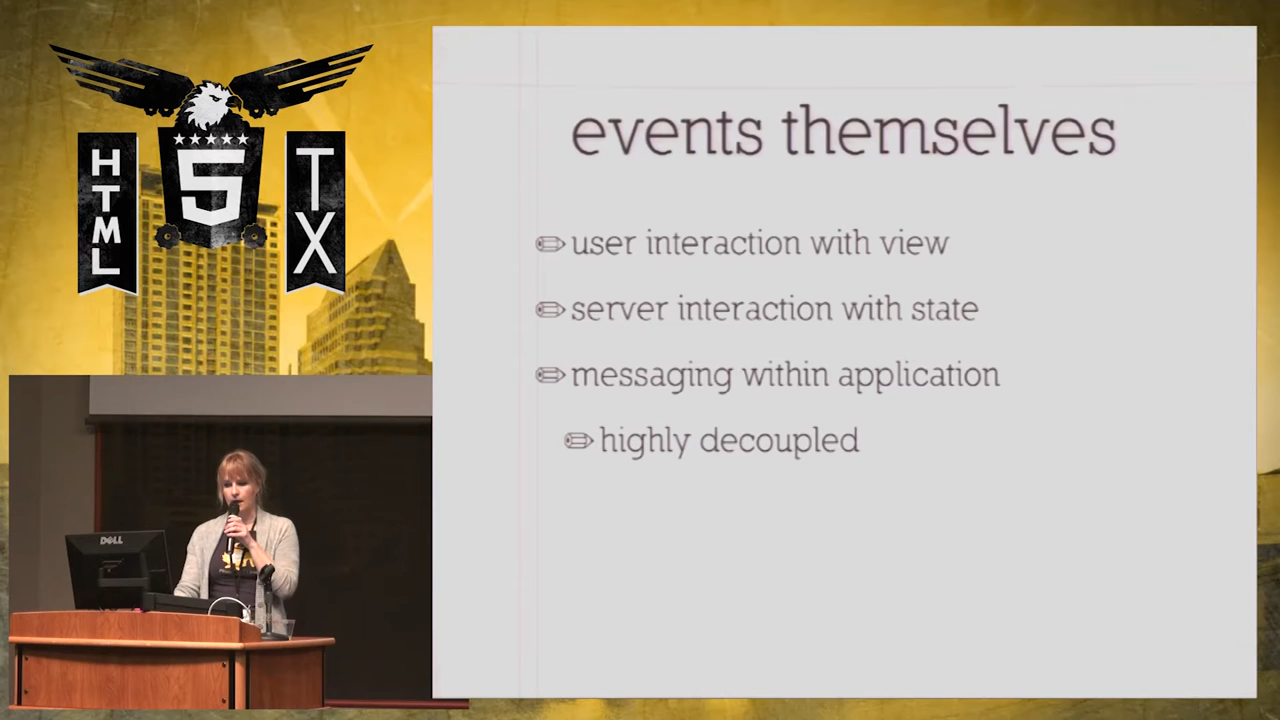 HTML
5
TX
events themselves
user interaction with view
server interaction with state
messaging within application
highly decoupled
DELL